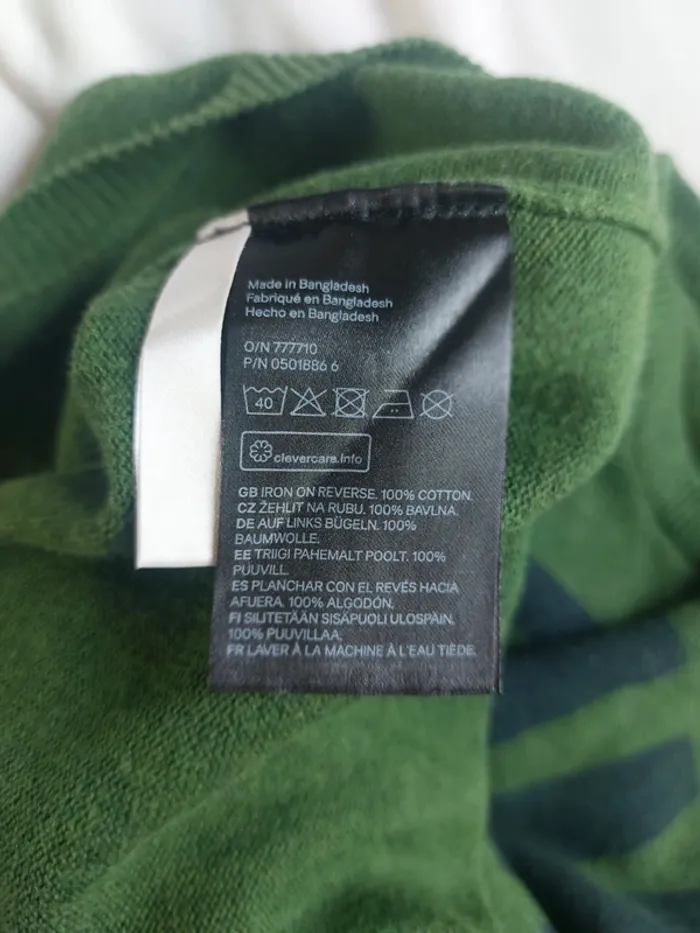 Made in Bangladesh
Fabriqué en Bangladesh
Hecho en Bangladesh
O/N 777710
P/N 0501886 6
40
clevercare.info
GB IRON ON REVERSE. 100% COTTON.
CZ ŽEHLIT NA RUBU. 100% BAVLNA.
DE AUF LINKS BÜGELN. 100%
BAUMWOLLE.
EE TRIIGI PAHEMALT POOLT. 100%
PUUVILL.
ES PLANCHAR CON EL REVÉS HACIA
AFUERA. 100% ALGODÓN.
FI SILITETÄÄN SISÄPUOLI ULOSPÄIN.
100% PUUVILLAA.
FR LAVER À LA MACHINE À L'EAU TIÈDE.